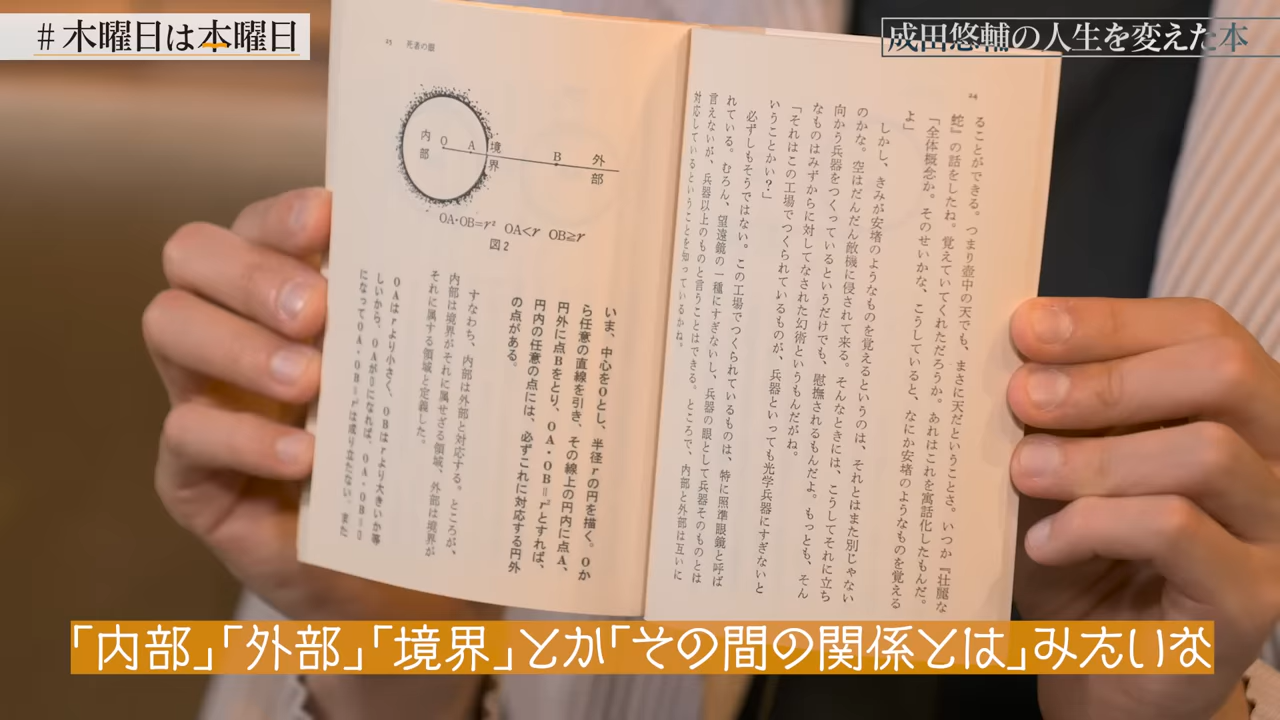 #木曜日は本曜日
成田悠輔の人生を変えた本
24
ることができる。つまり壺中の天でも、まさに天だということさ。いつか『壮麗な
蛇』の話をしたね。覚えていてくれただろうか。あれはこれを寓話化したもんだ。
「全体概念か。そのせいかな、こうしていると、なにか安堵のようなものを覚える
よ」
しかし、きみが安堵のようなものを覚えるというのは、それとはまた別じゃない
のかな。空はだんだん敵機に侵されて来る。そんなときには、こうしてそれに立ち
向かう兵器をつくっているというだけでも、慰撫されるもんだよ。もっとも、そん
なものはみずからに対してなされた幻術というもんだがね。
「それはこの工場でつくられているものが、兵器といっても光学兵器にすぎないと
いうことかい?」
必ずしもそうではない。この工場でつくられているものは、特に照準眼鏡と呼ば
れている。むろん、望遠鏡の一種にすぎないし、兵器の眼として兵器そのものとは
言えないが、兵器以上のものと言うことはできる。ところで、内部と外部は互いに
対応しているということを知っているかね。
25 死者の眼
内部
O
A
境界
B
外部
OA・OB=r² OA<r OB≧r
図2
いま、中心をOとし、半径rの円を描く。Oか
ら任意の直線を引き、その線上の円内に点A、
円外に点Bをとり、OA・OB=r²とすれば、
円内の任意の点には、必ずこれに対応する円外
の点がある。
すなわち、内部は外部と対応する。ところが、
内部は境界がそれに属せざる領域、外部は境界が
それに属する領域と定義した。
OAはrより小さく、OBはrより大きいか等
しいから、OAが0になれば、OA・OB=0
になってOA・OB=r²は成り立たない。また
「内部」「外部」「境界」とか「その間の関係とは」みたいな